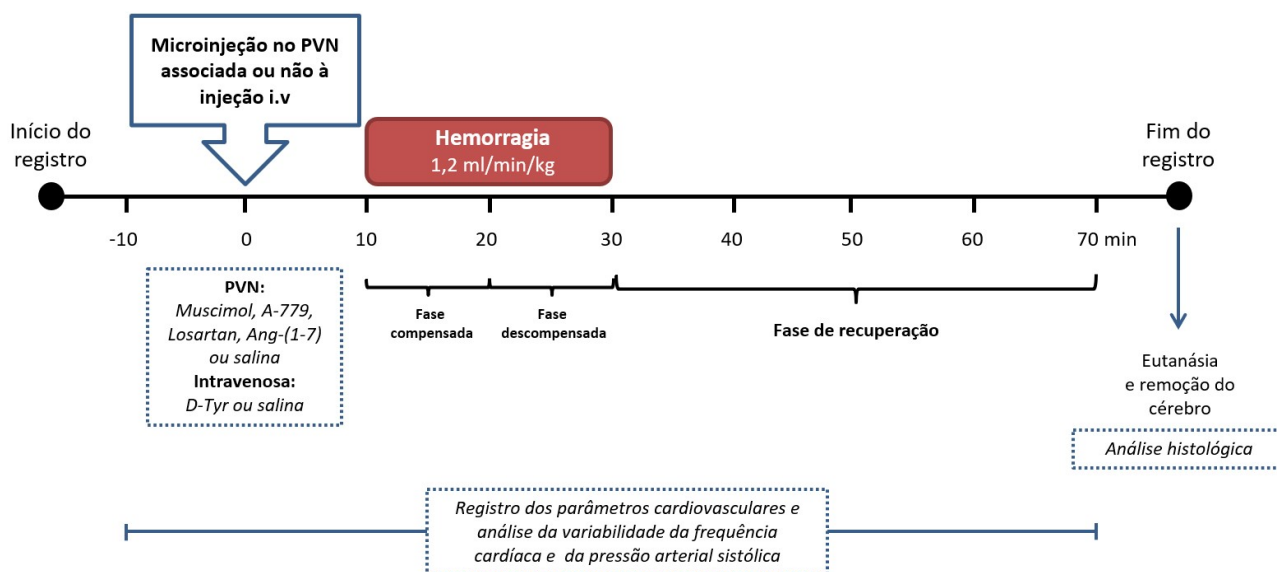 Microinjeção no PVN
associada ou não à
injeção i.v
Início do
registro
Hemorragia
1,2 ml/min/kg
Fim do
registro
-10 0 10 20 30 40 50 60 70 min
PVN:
Muscimol, A-779,
Losartan, Ang-(1-7)
ou salina
Intravenosa:
D-Tyr ou salina
Fase
compensada
Fase
descompensada
Fase de recuperação
Eutanásia
e remoção do
cérebro
Análise histológica
Registro dos parâmetros cardiovasculares e
análise da variabilidade da frequência
cardíaca e da pressão arterial sistólica